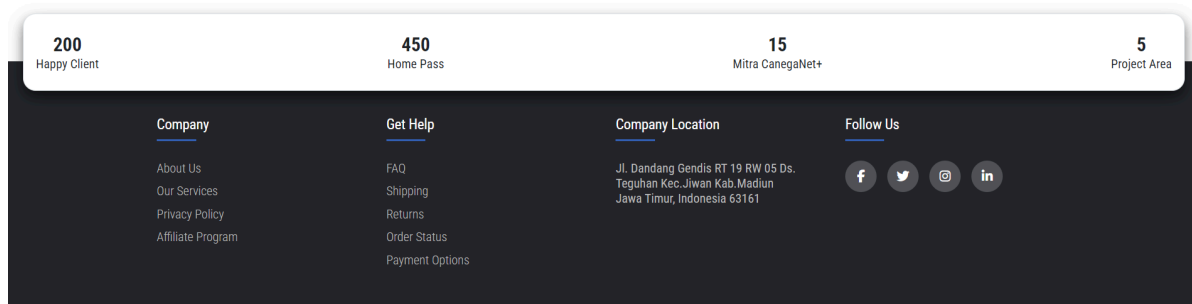 200
Happy Client
450
Home Pass
15
Mitra CanegaNet+
5
Project Area
Company
About Us
Our Services
Privacy Policy
Affiliate Program
Get Help
FAQ
Shipping
Returns
Order Status
Payment Options
Company Location
Jl. Dandang Gendis RT 19 RW 05 Ds.
Teguhan Kec.Jiwan Kab.Madiun
Jawa Timur, Indonesia 63161
Follow Us